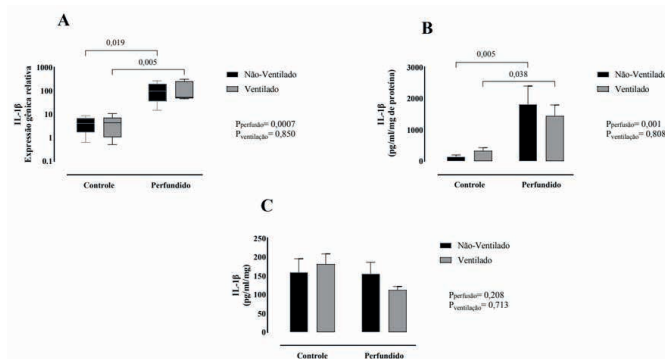 A
0,019
0,005
IL-1β
Expressão gênica relativa
1000
100
10
1
0.1
Controle
Perfundido
Não-Ventilado
Ventilado
Pperfusão= 0,0007
Pventilação= 0,850
B
0,005
0,038
IL-1β
(pg/ml/mg de proteína)
3000
2000
1000
0
Controle
Perfundido
Não-Ventilado
Ventilado
Pperfusão= 0,001
Pventilação= 0,808
C
IL-1β
(pg/ml/mg)
250
200
150
100
50
0
Controle
Perfundido
Não-Ventilado
Ventilado
Pperfusão= 0,208
Pventilação= 0,713